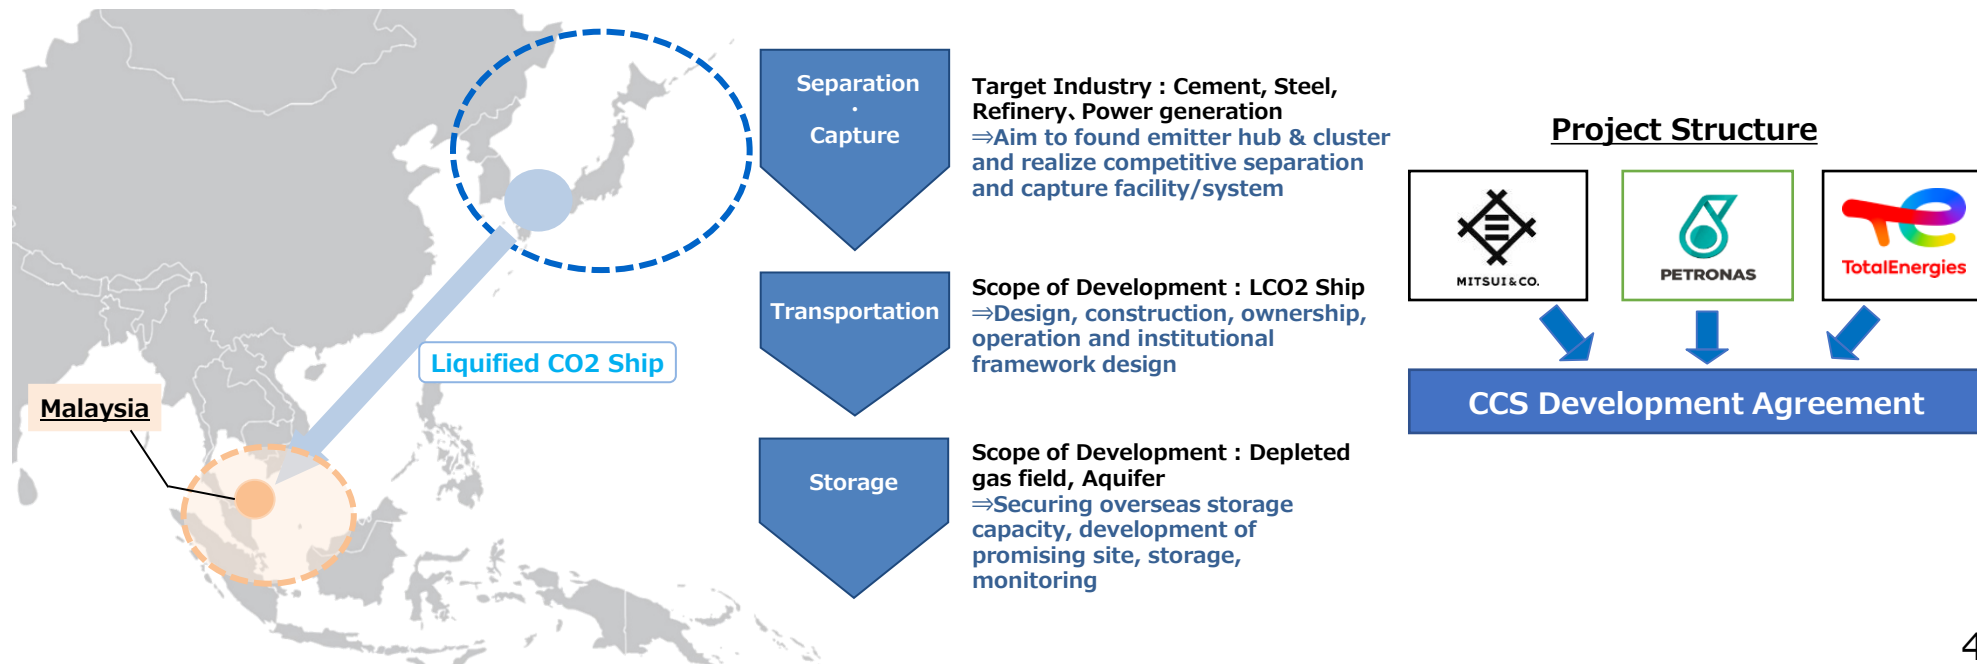 Separation
・
Capture
Target Industry : Cement, Steel,
Refinery、Power generation
⇒Aim to found emitter hub & cluster
and realize competitive separation
and capture facility/system
Transportation
Scope of Development : LCO2 Ship
⇒Design, construction, ownership,
operation and institutional
framework design
Storage
Scope of Development : Depleted
gas field, Aquifer
⇒Securing overseas storage
capacity, development of
promising site, storage,
monitoring
Liquified CO2 Ship
Malaysia
Project Structure
MITSUI & CO.
PETRONAS
TotalEnergies
CCS Development Agreement
4